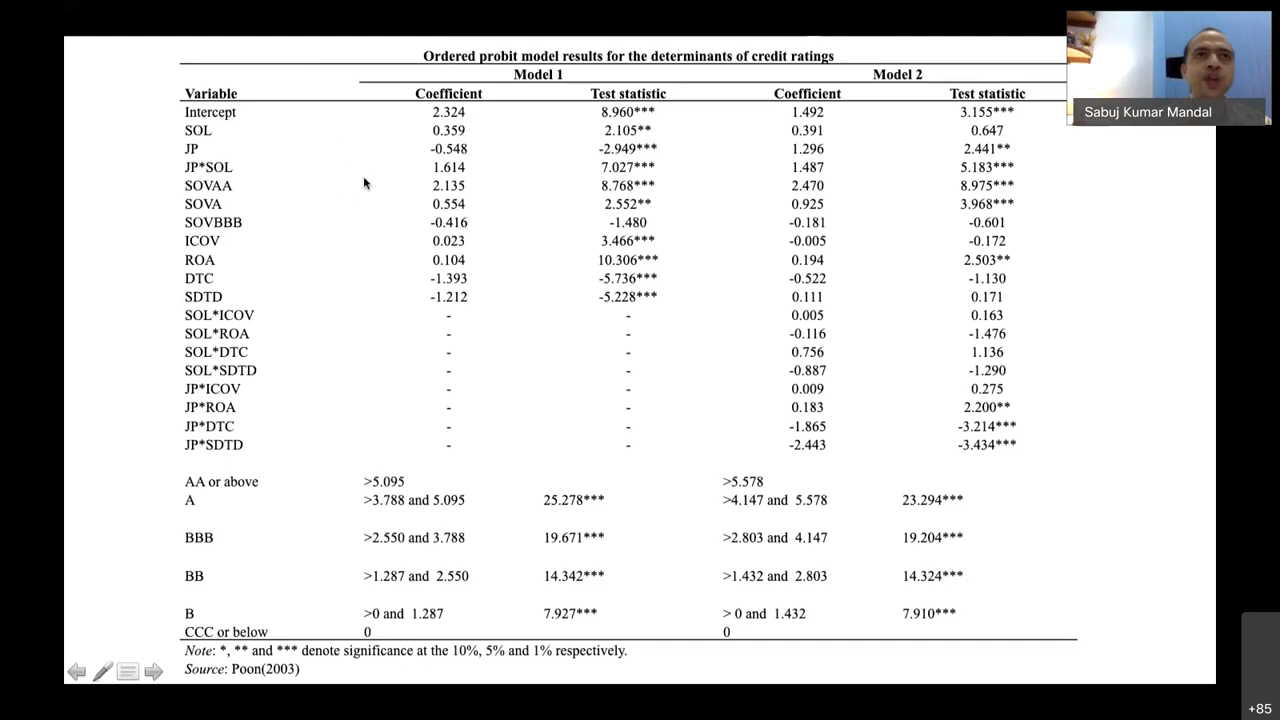 Ordered probit model results for the determinants of credit ratings
Model 1 Model 2
Variable Coefficient Test statistic Coefficient Test statistic
Intercept 2.324 8.960*** 1.492 3.155***
SOL 0.359 2.105** 0.391 0.647
JP -0.548 -2.949*** 1.296 2.441**
JP*SOL 1.614 7.027*** 1.487 5.183***
SOVAA 2.135 8.768*** 2.470 8.975***
SOVA 0.554 2.552** 0.925 3.968***
SOVBBB -0.416 -1.480 -0.181 -0.601
ICOV 0.023 3.466*** -0.005 -0.172
ROA 0.104 10.306*** 0.194 2.503**
DTC -1.393 -5.736*** -0.522 -1.130
SDTD -1.212 -5.228*** 0.111 0.171
SOL*ICOV - - 0.005 0.163
SOL*ROA - - -0.116 -1.476
SOL*DTC - - 0.756 1.136
SOL*SDTD - - -0.887 -1.290
JP*ICOV - - 0.009 0.275
JP*ROA - - 0.183 2.200**
JP*DTC - - -1.865 -3.214***
JP*SDTD - - -2.443 -3.434***
AA or above >5.095 >5.578
A >3.788 and 5.095 25.278*** >4.147 and 5.578 23.294***
BBB >2.550 and 3.788 19.671*** >2.803 and 4.147 19.204***
BB >1.287 and 2.550 14.342*** >1.432 and 2.803 14.324***
B >0 and 1.287 7.927*** > 0 and 1.432 7.910***
CCC or below 0 0
Note: *, ** and *** denote significance at the 10%, 5% and 1% respectively.
Source: Poon(2003)
Sabuj Kumar Mandal
+85